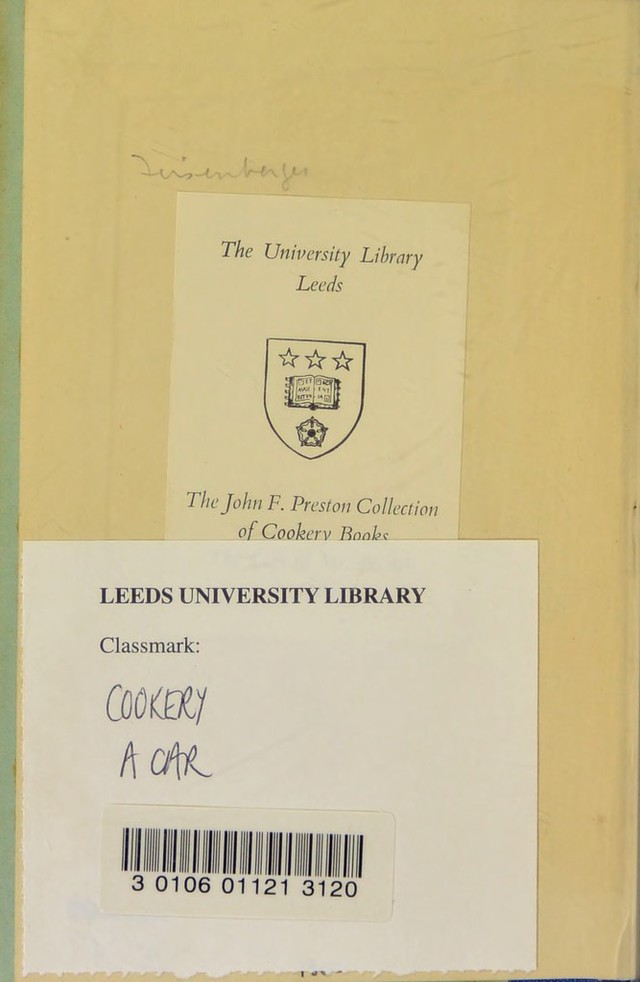 The University Library
Leeds
The John F. Preston Collection
of Cookery Books
LEEDS UNIVERSITY LIBRARY
Classmark:
COOKERY
A CAR
3 0106 01121 3120